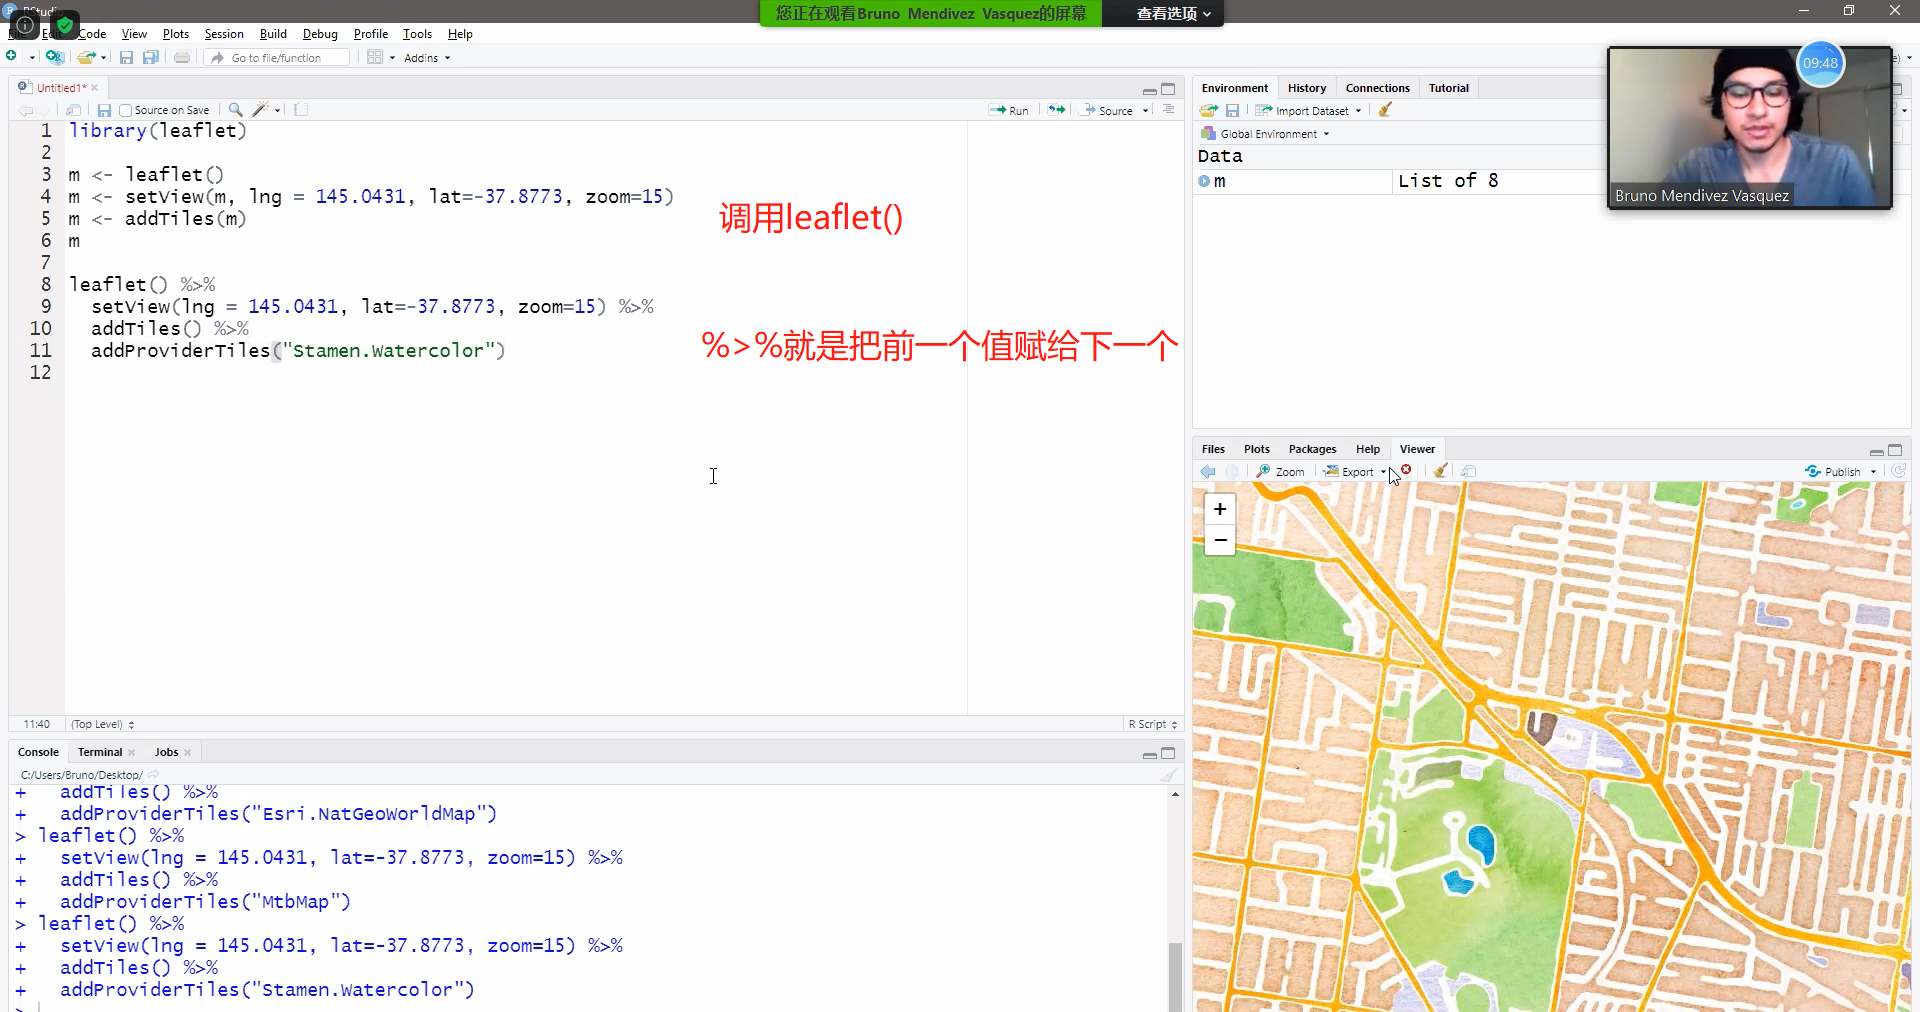 RStudio
您正在观看Bruno Mendivez Vasquez的屏幕
查看选项
File Edit Code View Plots Session Build Debug Profile Tools Help
Go to file/function
Addins
Untitled1*
Source on Save
Run
Source
1 library(leaflet)
2
3 m <- leaflet()
4 m <- setView(m, lng = 145.0431, lat=-37.8773, zoom=15)
5 m <- addTiles(m)
6 m
7
8 leaflet() %>%
9 setView(lng = 145.0431, lat=-37.8773, zoom=15) %>%
10 addTiles() %>%
11 addProviderTiles("Stamen.Watercolor")
12
调用leaflet()
%>%就是把前一个值赋给下一个
11:40 (Top Level) R Script
Console Terminal Jobs
C:/Users/Bruno/Desktop/
+ addTiles() %>%
+ addProviderTiles("Esri.NatGeoWorldMap")
> leaflet() %>%
+ setView(lng = 145.0431, lat=-37.8773, zoom=15) %>%
+ addTiles() %>%
+ addProviderTiles("MtbMap")
> leaflet() %>%
+ setView(lng = 145.0431, lat=-37.8773, zoom=15) %>%
+ addTiles() %>%
+ addProviderTiles("Stamen.Watercolor")
>
Environment History Connections Tutorial
Import Dataset
Global Environment
Data
m List of 8
09:48
Bruno Mendivez Vasquez
Files Plots Packages Help Viewer
Zoom Export Publish
+
−